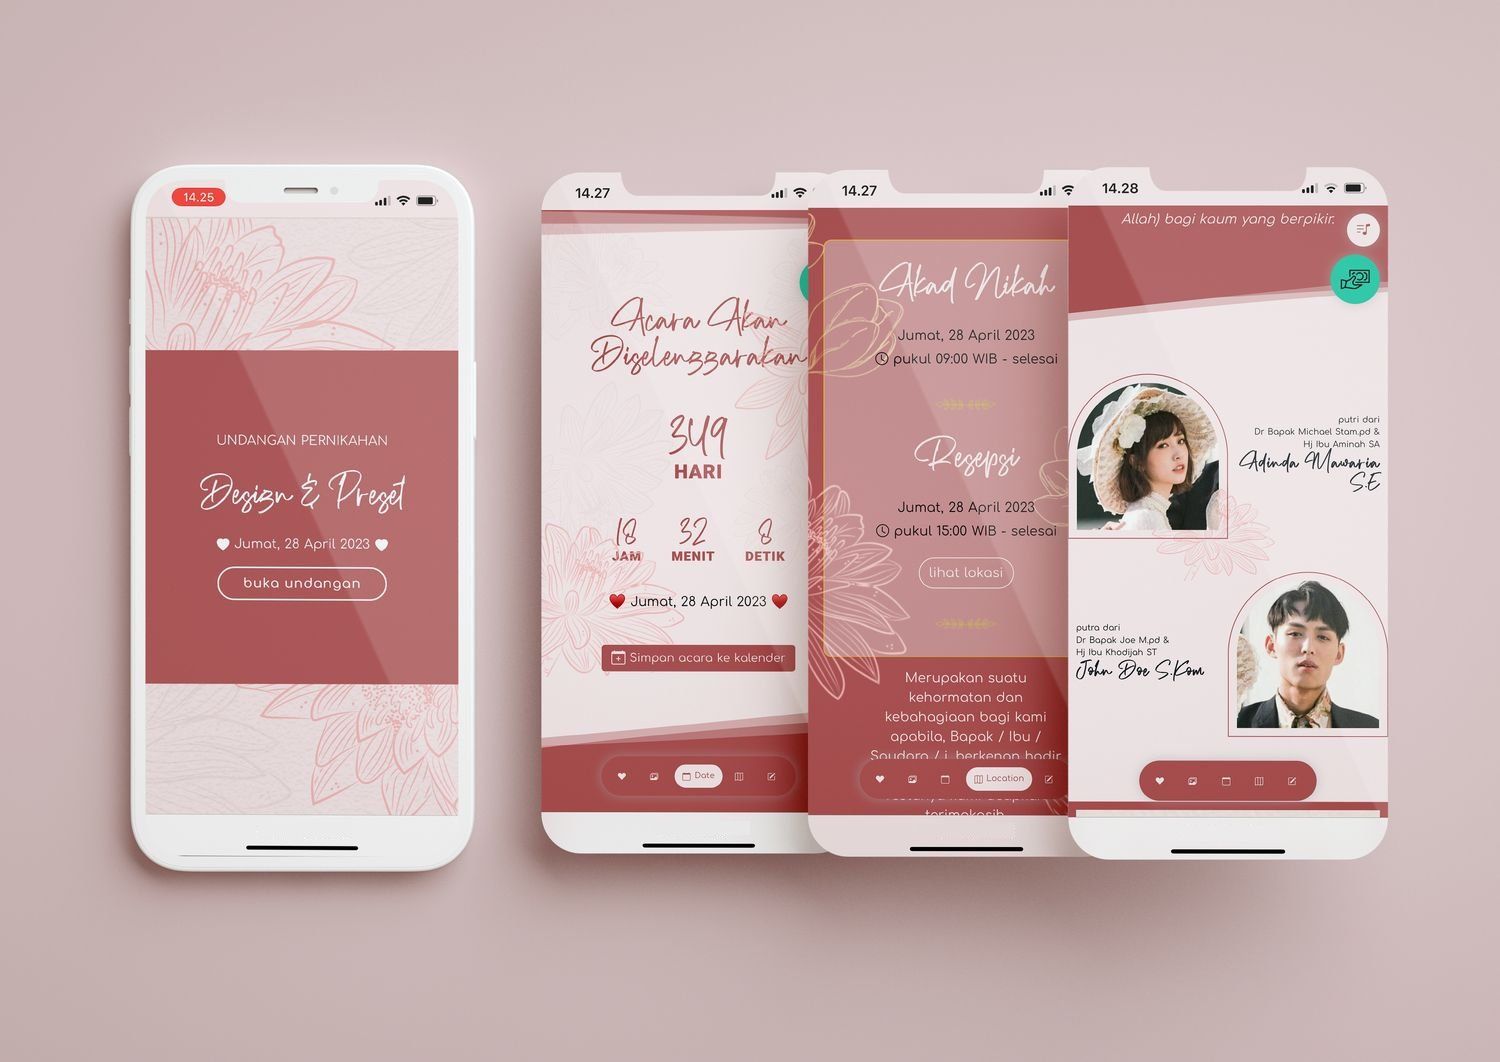 14.25
UNDANGAN PERNIKAHAN
Design & Preset
Jumat, 28 April 2023
buka undangan
14.27
Acara Akan
Diselenggarakan
349
HARI
18
JAM
32
MENIT
8
DETIK
Jumat, 28 April 2023
Simpan acara ke kalender
Date
14.27
Akad Nikah
Jumat, 28 April 2023
pukul 09:00 WIB - selesai
Resepsi
Jumat, 28 April 2023
pukul 15:00 WIB - selesai
lihat lokasi
Merupakan suatu
kehormatan dan
kebahagiaan bagi kami
apabila, Bapak / Ibu /
Saudara / i, berkenan hadir
Location
terimakasih
14.28
Allah) bagi kaum yang berpikir.
putri dari
Dr Bapak Michael Stam.pd &
Hj Ibu Aminah SA
Adinda Mawaria
S.E
putra dari
Dr Bapak Joe M.pd &
Hj Ibu Khodijah ST
John Doe S.Kom